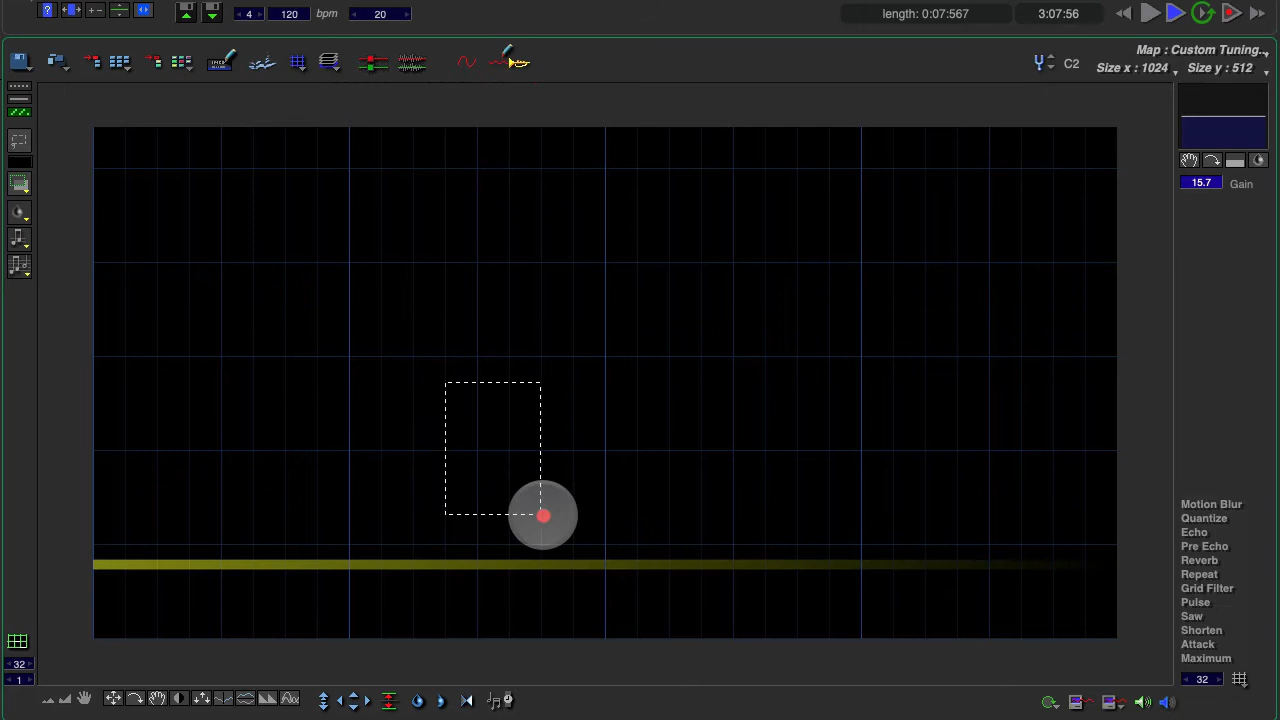 ? 4 120 bpm 20 length: 0:07:567 3:07:56
Map : Custom Tuning...
C2 Size x : 1024 Size y : 512
15.7 Gain
Motion Blur
Quantize
Echo
Pre Echo
Reverb
Repeat
Grid Filter
Pulse
Saw
Shorten
Attack
Maximum
32
1
32